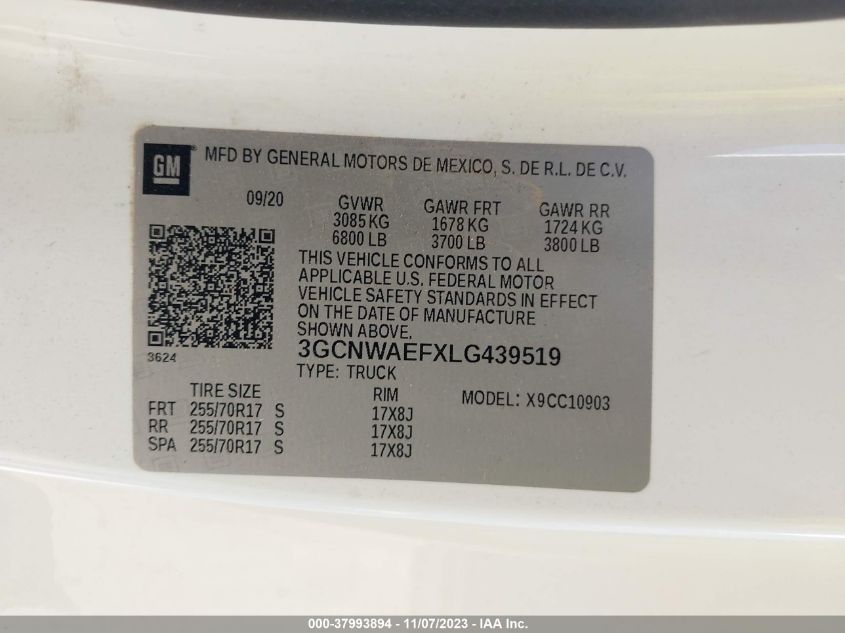 GM
MFD BY GENERAL MOTORS DE MEXICO, S. DE R.L. DE C.V.
09/20 GVWR GAWR FRT GAWR RR
3085 KG 1678 KG 1724 KG
6800 LB 3700 LB 3800 LB
THIS VEHICLE CONFORMS TO ALL
APPLICABLE U.S. FEDERAL MOTOR
VEHICLE SAFETY STANDARDS IN EFFECT
ON THE DATE OF MANUFACTURE
SHOWN ABOVE.
3624 3GCNWAEFXLG439519
TYPE: TRUCK
TIRE SIZE RIM MODEL: X9CC10903
FRT 255/70R17 S 17X8J
RR 255/70R17 S 17X8J
SPA 255/70R17 S 17X8J
000-37993894 - 11/07/2023 - IAA Inc.